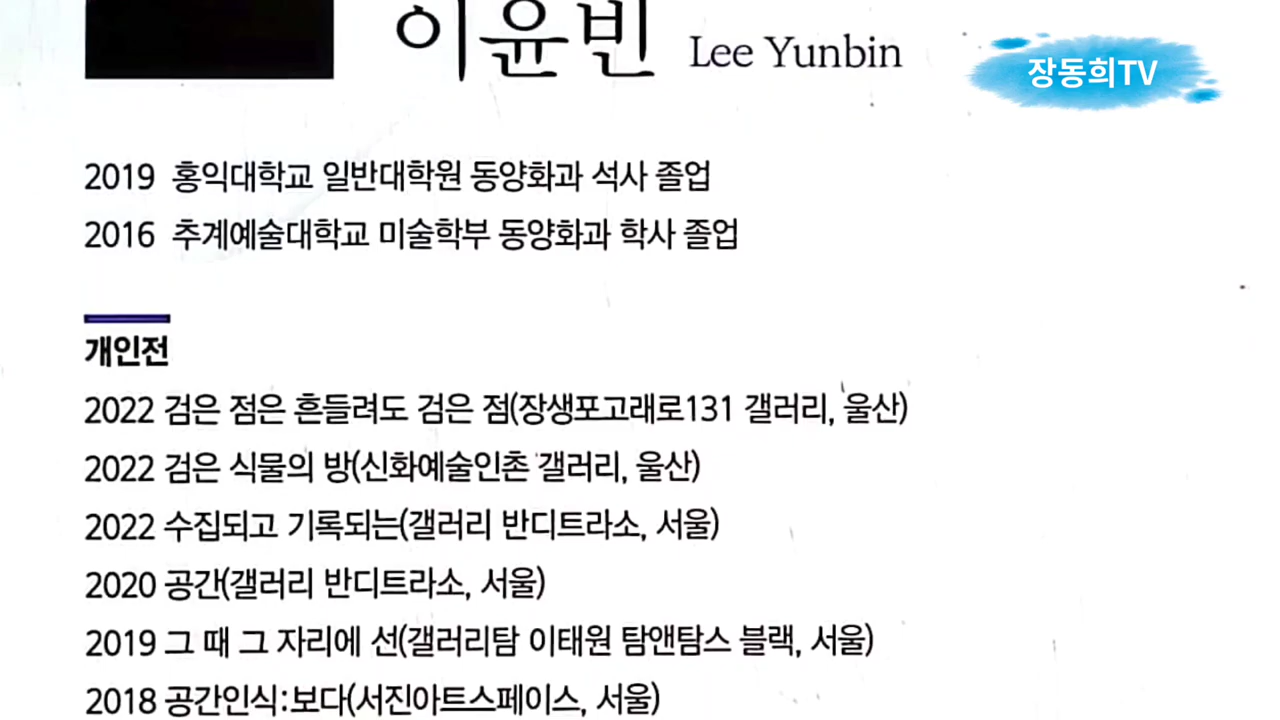 이윤빈 Lee Yunbin
장동희TV
2019 홍익대학교 일반대학원 동양화과 석사 졸업
2016 추계예술대학교 미술학부 동양화과 학사 졸업
개인전
2022 검은 점은 흔들려도 검은 점(장생포고래로131 갤러리, 울산)
2022 검은 식물의 방(신화예술인촌 갤러리, 울산)
2022 수집되고 기록되는(갤러리 반디트라소, 서울)
2020 공간(갤러리 반디트라소, 서울)
2019 그 때 그 자리에 선(갤러리탐 이태원 탐앤탐스 블랙, 서울)
2018 공간인식:보다(서진아트스페이스, 서울)